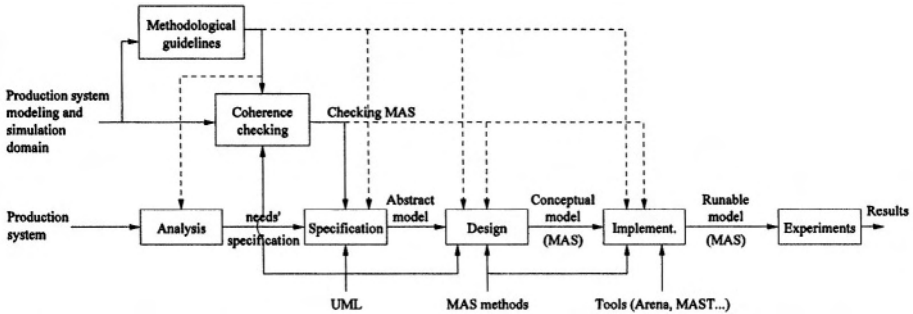 Methodological
guidelines
Production system
modeling and
simulation
domain
Coherence
checking
Checking MAS
Production
system
Analysis
needs'
specification
Specification
Abstract
model
Design
Conceptual
model
(MAS)
Implement.
Runable
model
(MAS)
Experiments
Results
UML
MAS methods
Tools (Arena, MAST...)